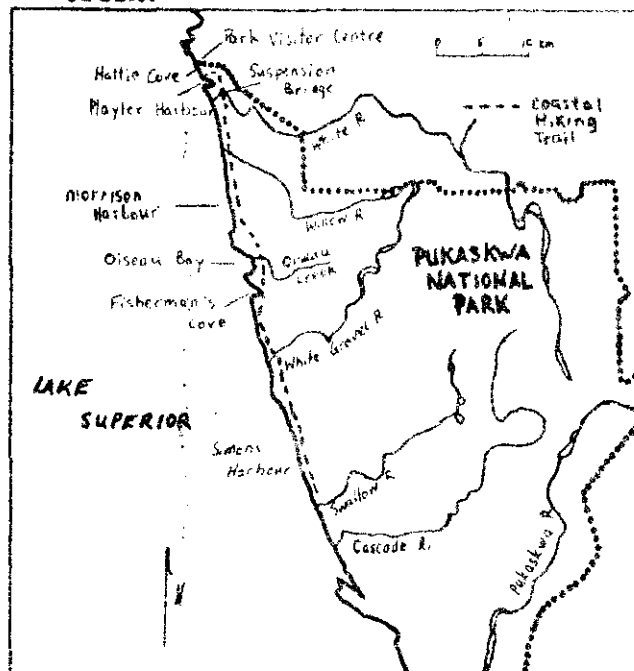 Park Visitor Centre
0 5 10 km
Hattie Cove
Suspension
Bridge
Playter Harbour
Coastal
Hiking
Trail
White R
Morrison
Harbour
Willow R
Oiseau Bay
Oiseau
Creek
PUKASKWA
NATIONAL
PARK
Fisherman's
Cove
White Gravel R
LAKE
SUPERIOR
Simons
Harbour
Swallow R
Cascade R.
Pukaskwa R